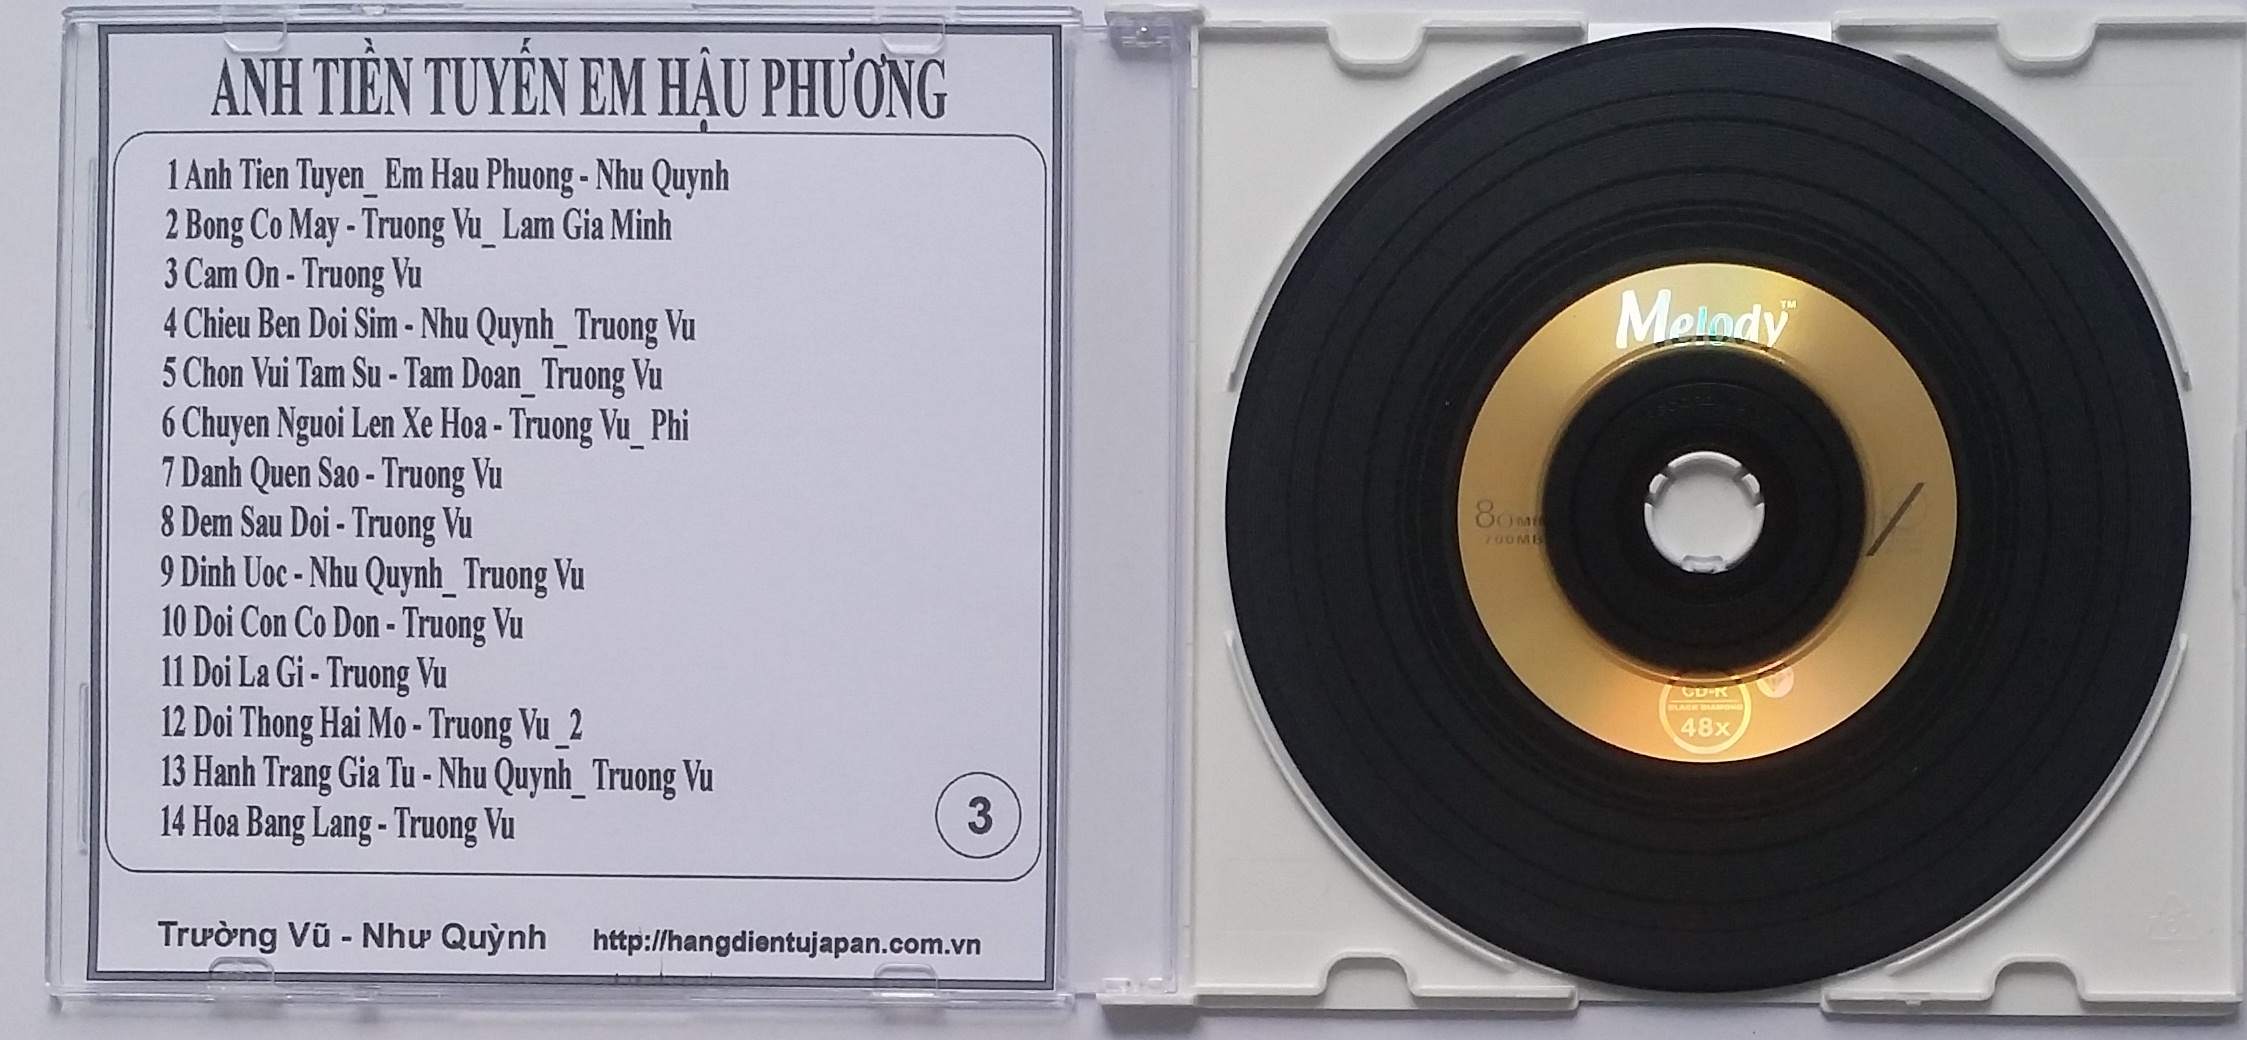 ANH TIỀN TUYẾN EM HẬU PHƯƠNG
1 Anh Tien Tuyen_ Em Hau Phuong - Nhu Quynh
2 Bong Co May - Truong Vu_ Lam Gia Minh
3 Cam On - Truong Vu
4 Chieu Ben Doi Sim - Nhu Quynh_ Truong Vu
5 Chon Vui Tam Su - Tam Doan_ Truong Vu
6 Chuyen Nguoi Len Xe Hoa - Truong Vu_ Phi
7 Danh Quen Sao - Truong Vu
8 Dem Sau Doi - Truong Vu
9 Dinh Uoc - Nhu Quynh_ Truong Vu
10 Doi Con Co Don - Truong Vu
11 Doi La Gi - Truong Vu
12 Doi Thong Hai Mo - Truong Vu _2
13 Hanh Trang Gia Tu - Nhu Quynh_ Truong Vu
14 Hoa Bang Lang - Truong Vu
3
Trường Vũ - Như Quỳnh http://hangdientujapan.com.vn
Melody™
80MIN
700MB
CD-R
BLACK DIAMOND
48x